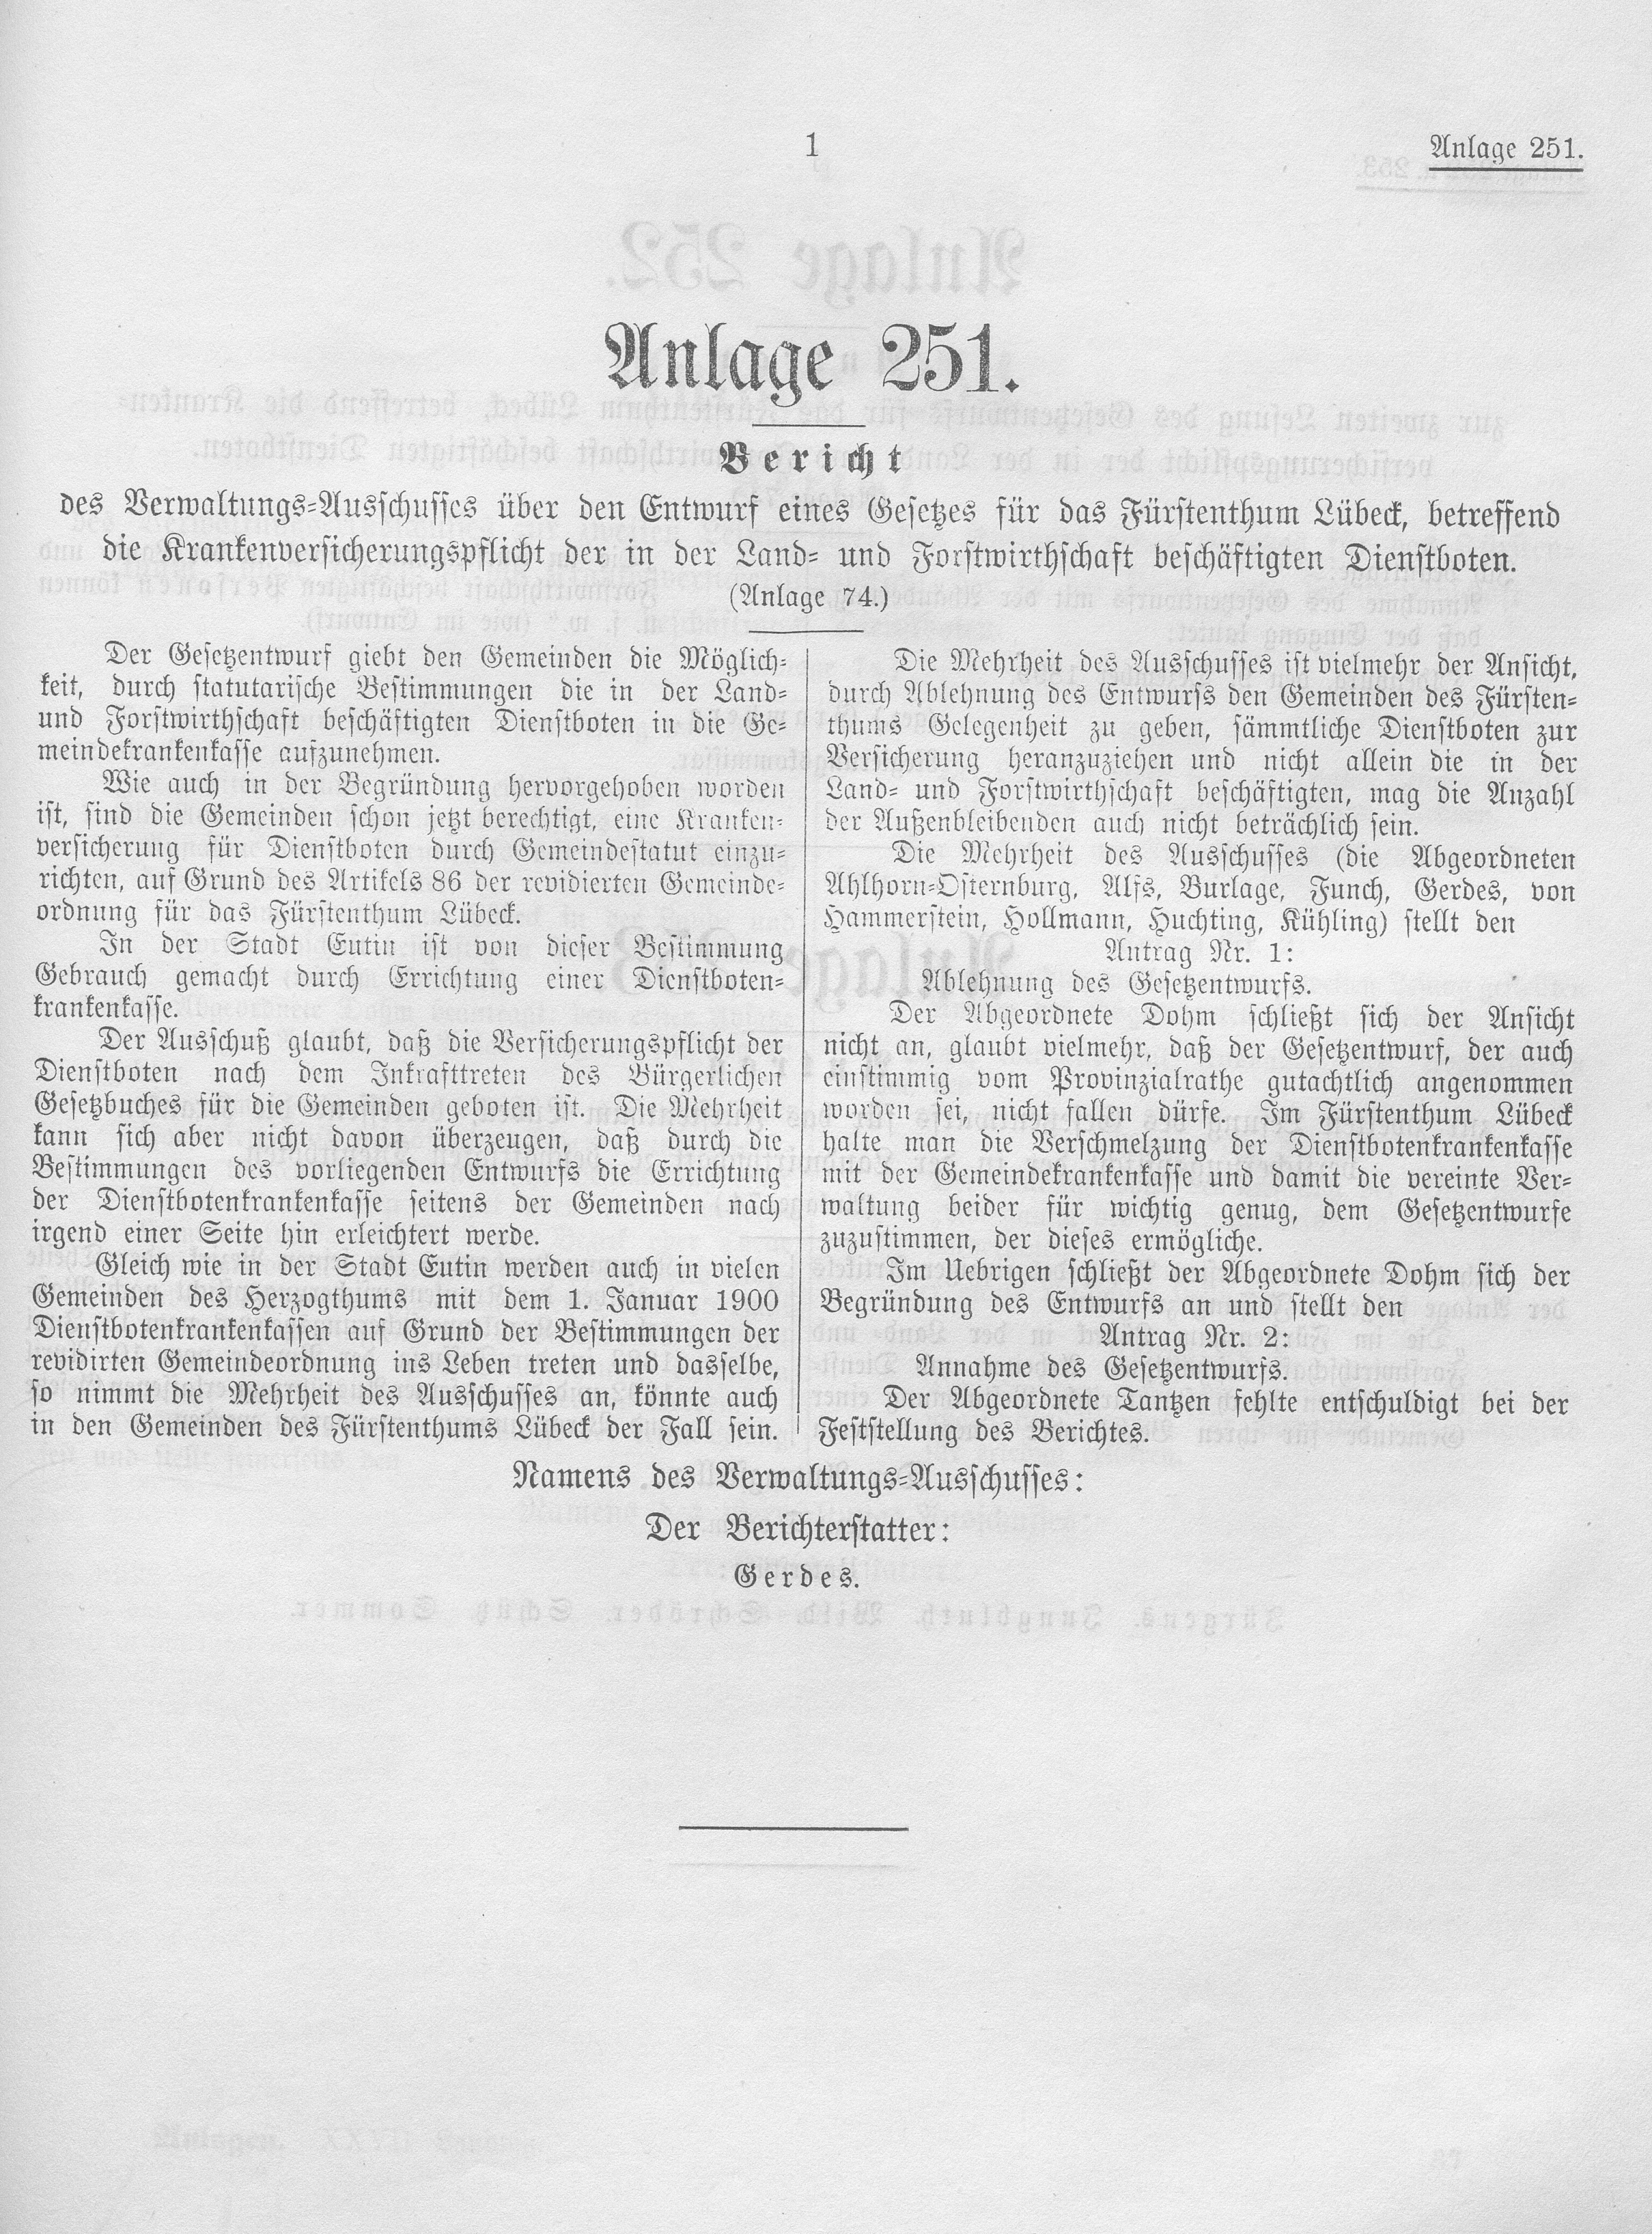 1
Anlage 251.
Anlage 251.
Bericht
des Verwaltungs-Ausschusses über den Entwurf eines Gesetzes für das Fürstenthum Lübeck, betreffend
die Krankenversicherungspflicht der in der Land- und Forstwirthschaft beschäftigten Dienstboten.
(Anlage 74.)
Der Gesetzentwurf giebt den Gemeinden die Möglich-
keit, durch statutarische Bestimmungen die in der Land-
und Forstwirthschaft beschäftigten Dienstboten in die Ge-
meindekrankenkasse aufzunehmen.
Wie auch in der Begründung hervorgehoben worden
ist, sind die Gemeinden schon jetzt berechtigt, eine Kranken-
versicherung für Dienstboten durch Gemeindestatut einzu-
richten, auf Grund des Artikels 86 der revidierten Gemeinde-
ordnung für das Fürstenthum Lübeck.
In der Stadt Eutin ist von dieser Bestimmung
Gebrauch gemacht durch Errichtung einer Dienstboten-
krankenkasse.
Der Ausschuß glaubt, daß die Versicherungspflicht der
Dienstboten nach dem Inkrafttreten des Bürgerlichen
Gesetzbuches für die Gemeinden geboten ist. Die Mehrheit
kann sich aber nicht davon überzeugen, daß durch die
Bestimmungen des vorliegenden Entwurfs die Errichtung
der Dienstbotenkrankenkasse seitens der Gemeinden nach
irgend einer Seite hin erleichtert werde.
Gleich wie in der Stadt Eutin werden auch in vielen
Gemeinden des Herzogthums mit dem 1. Januar 1900
Dienstbotenkrankenkassen auf Grund der Bestimmungen der
revidirten Gemeindeordnung ins Leben treten und dasselbe,
so nimmt die Mehrheit des Ausschusses an, könnte auch
in den Gemeinden des Fürstenthums Lübeck der Fall sein.
Die Mehrheit des Ausschusses ist vielmehr der Ansicht,
durch Ablehnung des Entwurfs den Gemeinden des Fürsten-
thums Gelegenheit zu geben, sämmtliche Dienstboten zur
Versicherung heranzuziehen und nicht allein die in der
Land- und Forstwirthschaft beschäftigten, mag die Anzahl
der Außenbleibenden auch nicht beträchlich sein.
Die Mehrheit des Ausschusses (die Abgeordneten
Ahlhorn-Osternburg, Alfs, Burlage, Funch, Gerdes, von
Hammerstein, Hollmann, Huchting, Kühling) stellt den
Antrag Nr. 1:
Ablehnung des Gesetzentwurfs.
Der Abgeordnete Dohm schließt sich der Ansicht
nicht an, glaubt vielmehr, daß der Gesetzentwurf, der auch
einstimmig vom Provinzialrathe gutachtlich angenommen
worden sei, nicht fallen dürfe. Im Fürstenthum Lübeck
halte man die Verschmelzung der Dienstbotenkrankenkasse
mit der Gemeindekrankenkasse und damit die vereinte Ver-
waltung beider für wichtig genug, dem Gesetzentwurfe
zuzustimmen, der dieses ermögliche.
Im Uebrigen schließt der Abgeordnete Dohm sich der
Begründung des Entwurfs an und stellt den
Antrag Nr. 2:
Annahme des Gesetzentwurfs.
Der Abgeordnete Tantzen fehlte entschuldigt bei der
Feststellung des Berichtes.
Namens des Verwaltungs-Ausschusses:
Der Berichterstatter:
Gerdes.